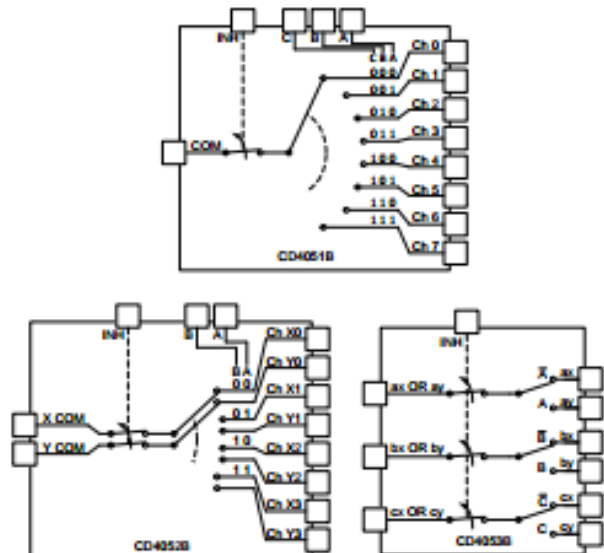 INH C B A
C B A
0 0 0 Ch 0
0 0 1 Ch 1
0 1 0 Ch 2
0 1 1 Ch 3
COM
1 0 0 Ch 4
1 0 1 Ch 5
1 1 0 Ch 6
1 1 1 Ch 7
CD4051B
INH B A
B A
Ch X0
0 0 Ch Y0
Ch X1
0 1
X COM Ch Y1
1 0 Ch X2
Y COM
Ch Y2
1 1
Ch X3
Ch Y3
CD4052B
INH
A̅ ax
ax OR ay
A ay
B̅ bx
bx OR by
B by
C̅ cx
cx OR cy
C cy
CD4053B